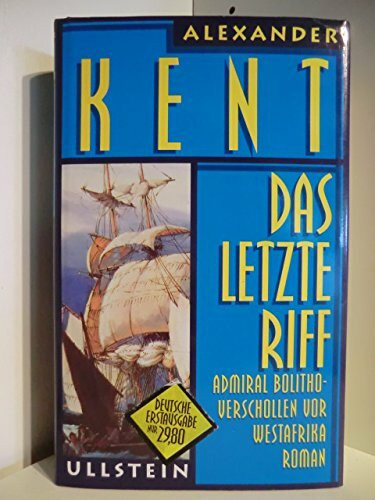 ALEXANDER
KENT
DAS
LETZTE
RIFF
ADMIRAL BOLITHO-
VERSCHOLLEN VOR
WESTAFRIKA
ROMAN
DEUTSCHE
ERSTAUSGABE
NUR 29,80
ULLSTEIN